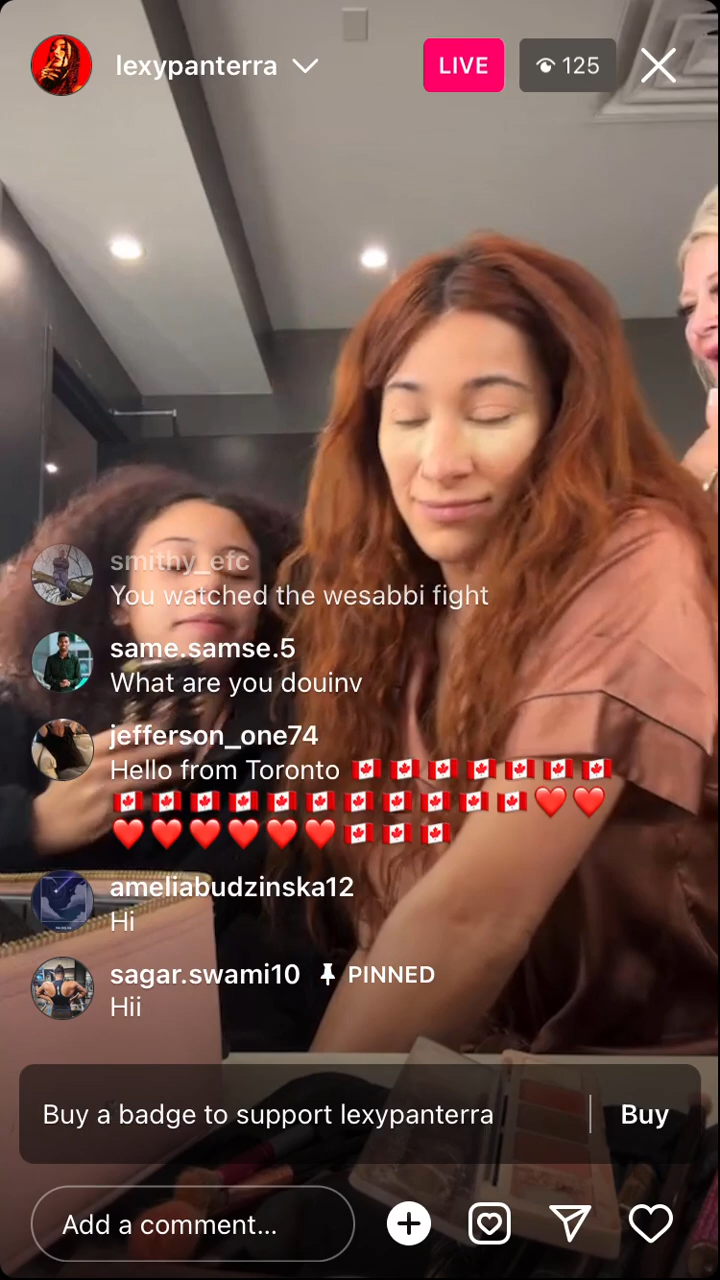 lexypanterra
LIVE
125
smithy_efc
You watched the wesabbi fight
same.samse.5
What are you douinv
jefferson_one74
Hello from Toronto 🇨🇦🇨🇦🇨🇦🇨🇦🇨🇦🇨🇦🇨🇦
🇨🇦🇨🇦🇨🇦🇨🇦🇨🇦🇨🇦🇨🇦🇨🇦🇨🇦🇨🇦🇨🇦❤️❤️
❤️❤️❤️❤️❤️❤️🇨🇦🇨🇦🇨🇦
ameliabudzinska12
Hi
sagar.swami10 📌 PINNED
Hii
Buy a badge to support lexypanterra Buy
Add a comment...